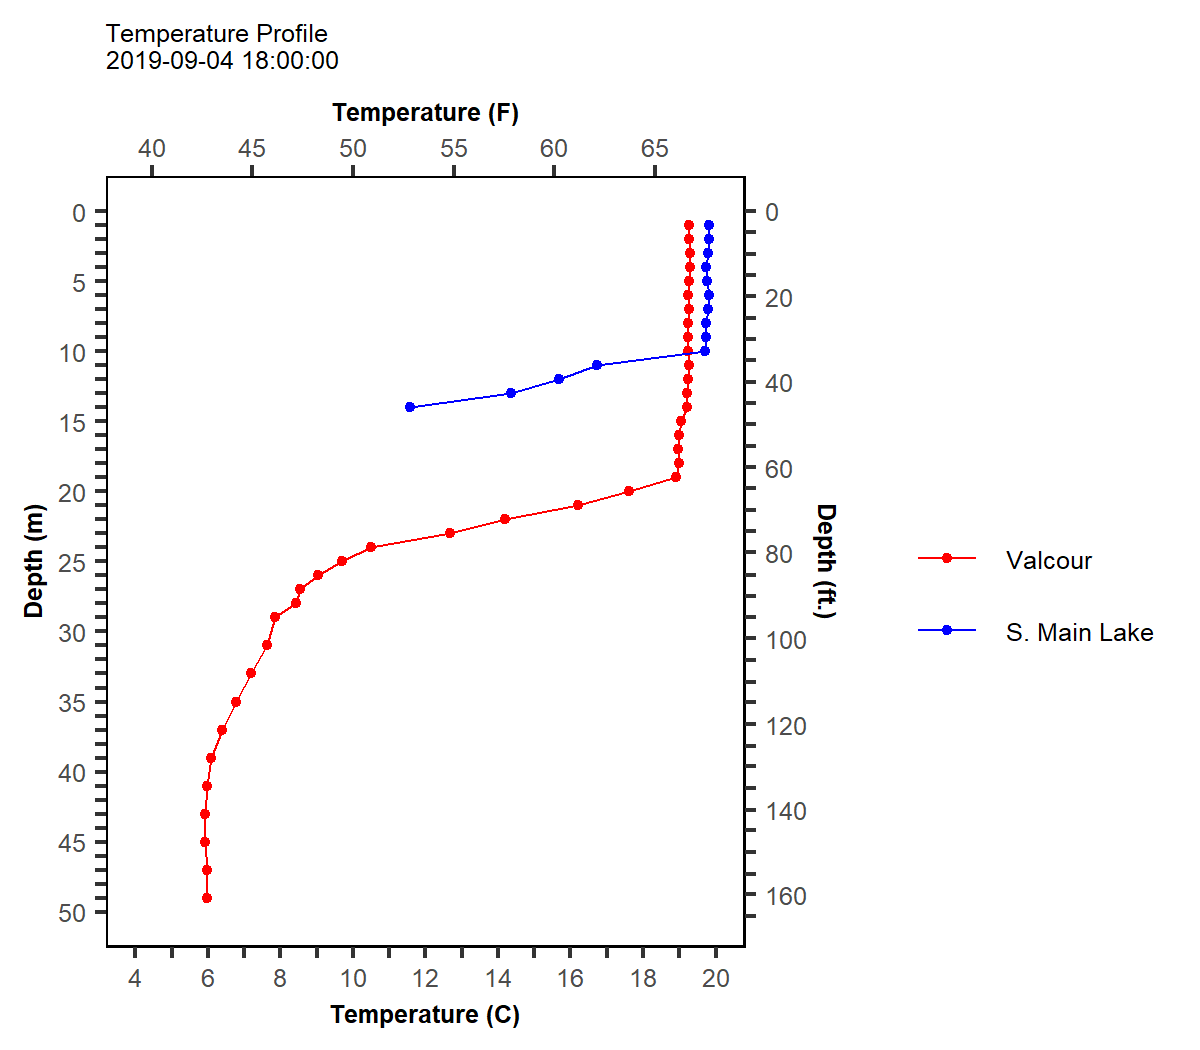 Temperature Profile
2019-09-04 18:00:00
Temperature (F)
40 45 50 55 60 65
0
5
10
15
20
25
30
35
40
45
50
Depth (m)
0
20
40
60
80
100
120
140
160
Depth (ft.)
4 6 8 10 12 14 16 18 20
Temperature (C)
Valcour
S. Main Lake